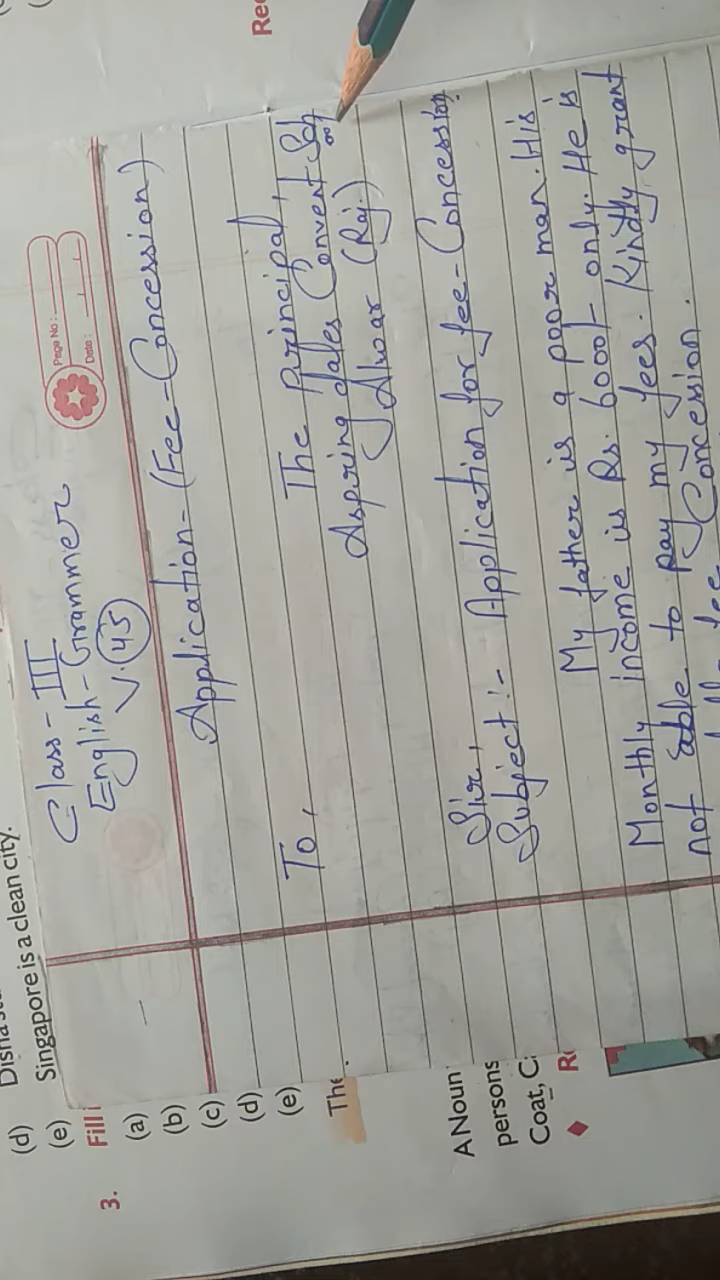 (d)
(e) Singapore is a clean city.
3.
(a)
(b)
(c)
(d)
(e)
The
A Noun
persons
Coat, C
Page No :
Date :
Class - III
English - Grammer
V. 45
Application - (Fee - Concession)
To,
The Principal,
Aspiring dales Convent Sch
Alwar (Raj.)
Sir,
Subject :- Application for fee - Concession
My father is a poor man. His
Monthly income is Rs. 6000/- only. He is
not able to pay my fees. Kindly grant
Concession.